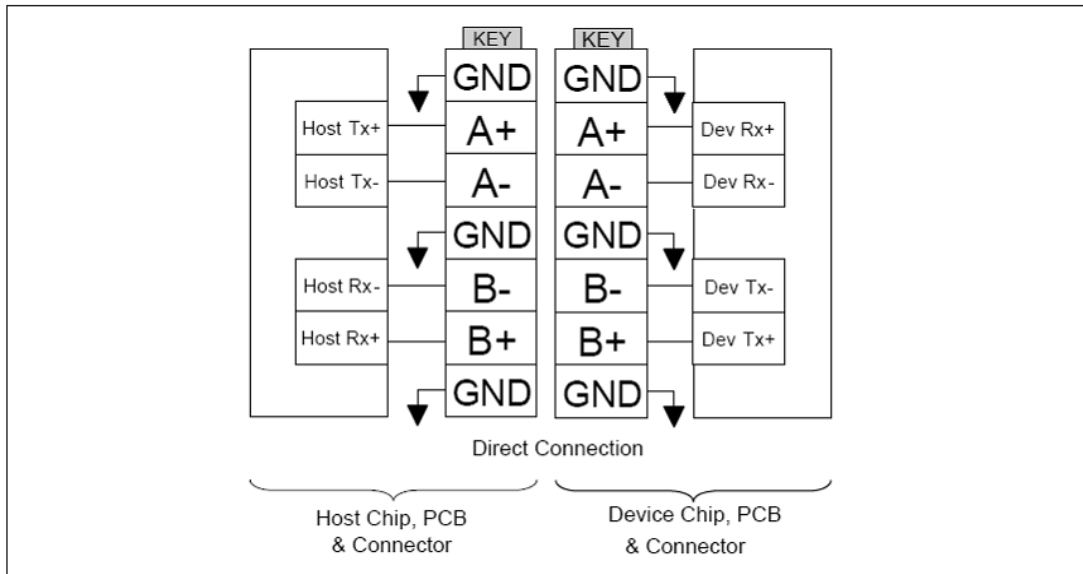 KEY KEY
GND GND
Host Tx+ A+ A+ Dev Rx+
Host Tx- A- A- Dev Rx-
GND GND
Host Rx- B- B- Dev Tx-
Host Rx+ B+ B+ Dev Tx+
GND GND
Direct Connection
Host Chip, PCB
& Connector
Device Chip, PCB
& Connector